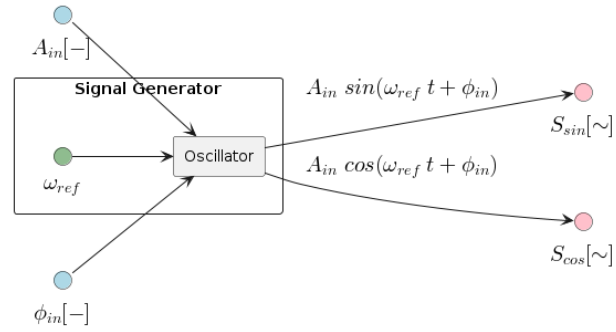 A_{in}[−]
Signal Generator
A_{in} sin(ω_{ref} t + ϕ_{in})
S_{sin}[∼]
Oscillator
A_{in} cos(ω_{ref} t + ϕ_{in})
ω_{ref}
S_{cos}[∼]
ϕ_{in}[−]